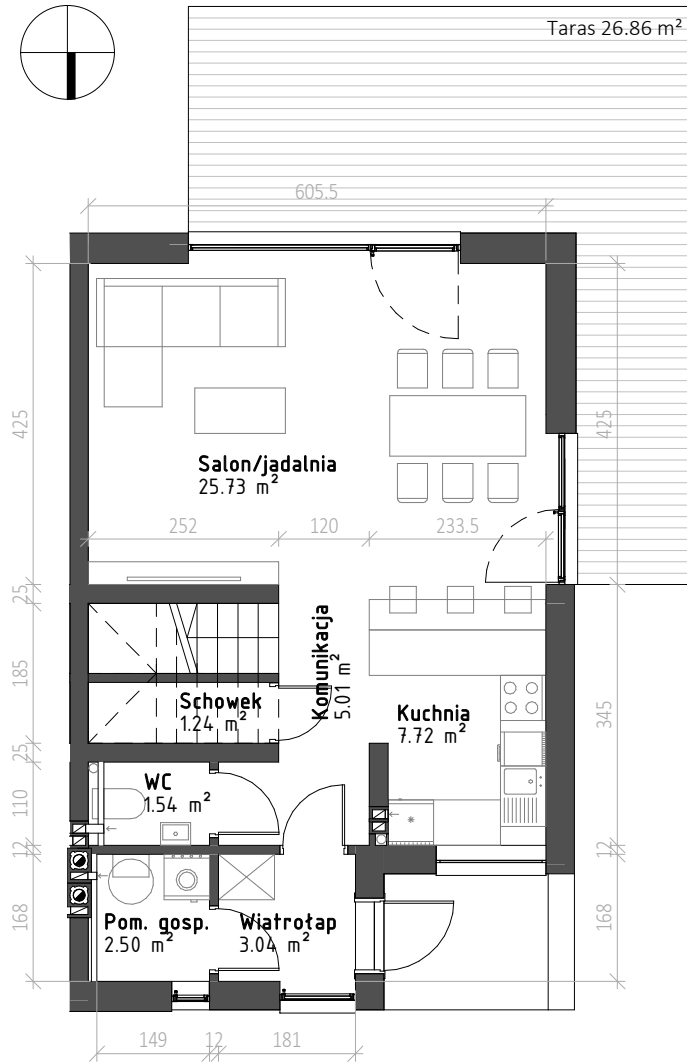 Taras 26.86 m²
605.5
425
425
Salon/jadalnia
25.73 m²
252
120
233.5
25
Komunikacja
5.01 m²
185
Schowek
1.24 m²
Kuchnia
7.72 m²
345
25
WC
1.54 m²
110
12
12
168
Pom. gosp.
2.50 m²
Wiatrołap
3.04 m²
168
149
12
181